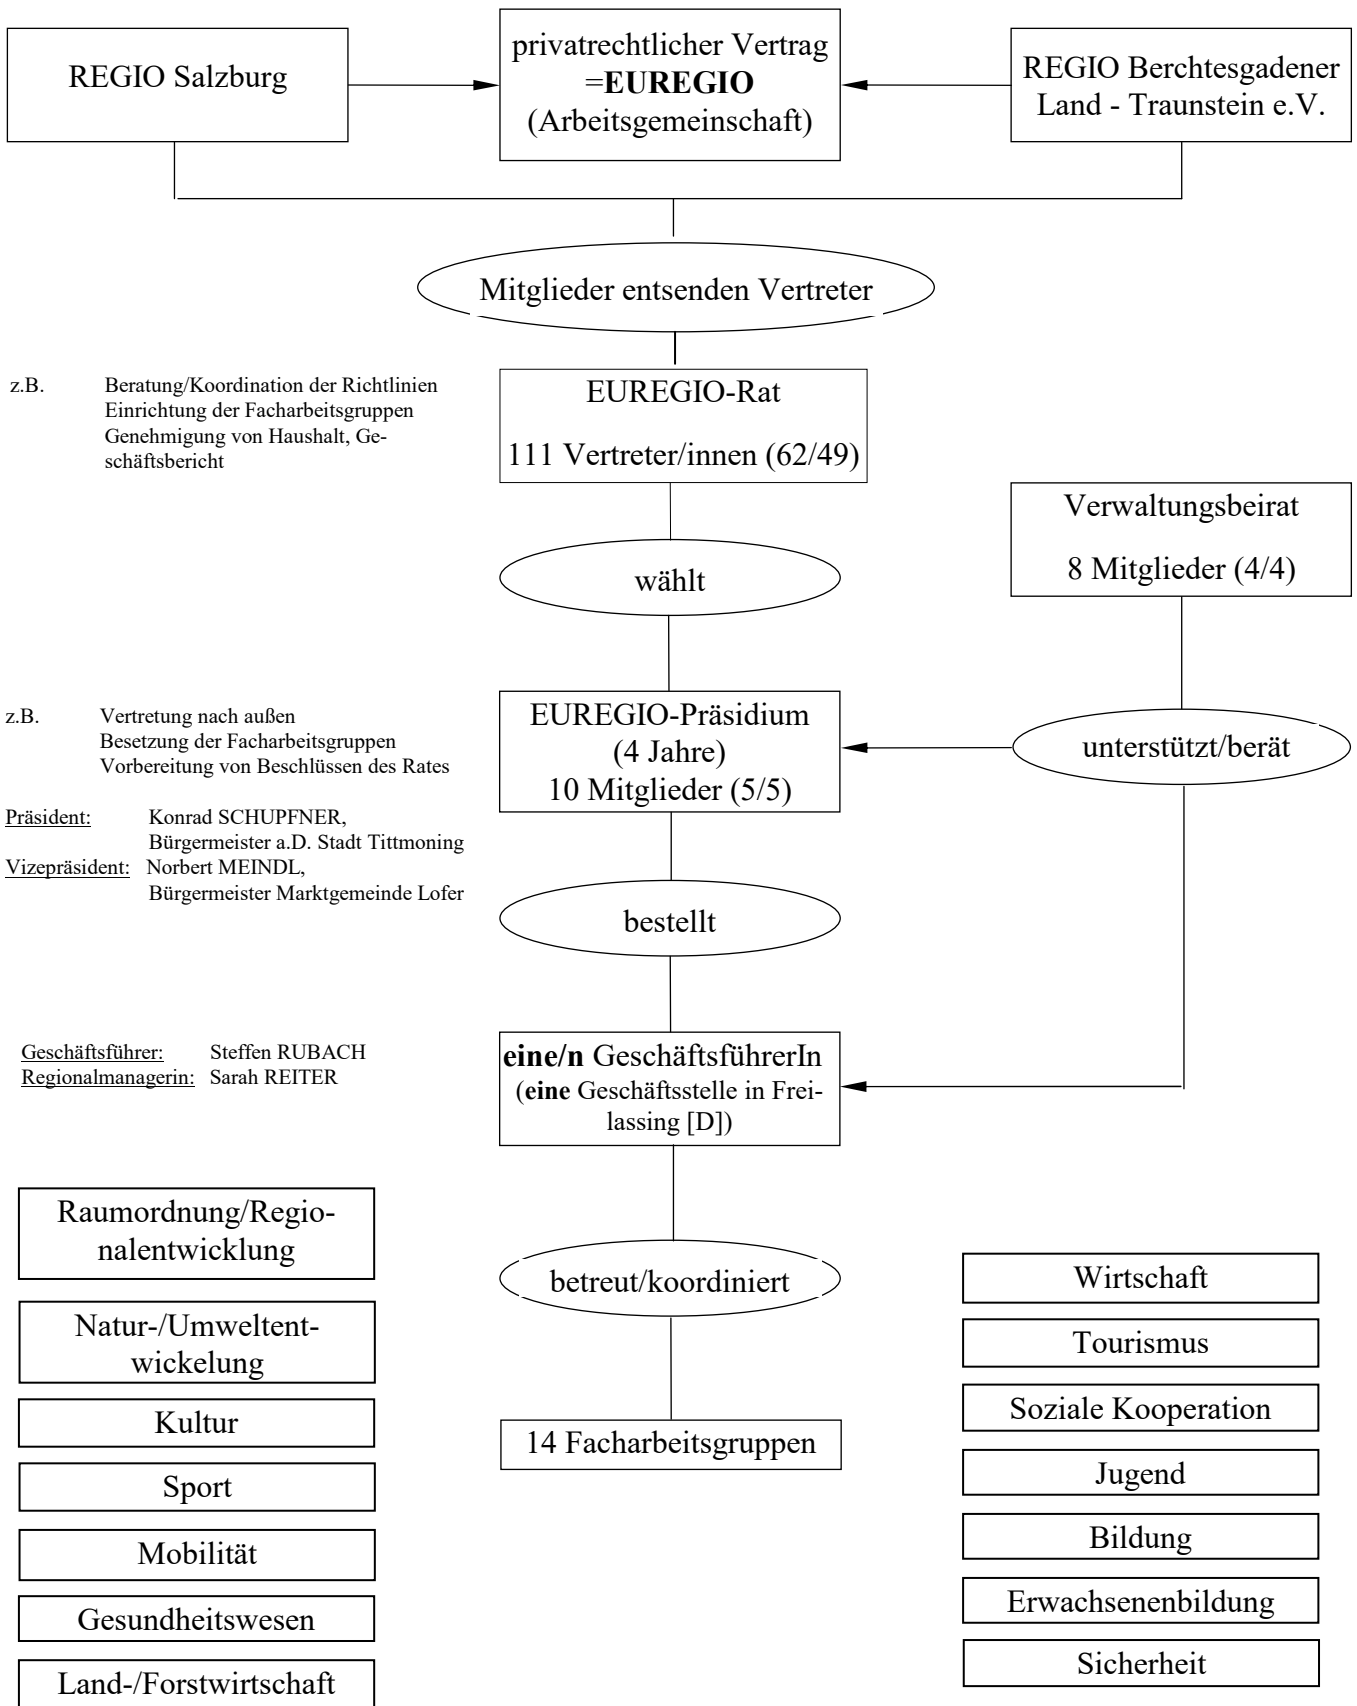 REGIO Salzburg
privatrechtlicher Vertrag
=EUREGIO
(Arbeitsgemeinschaft)
REGIO Berchtesgadener
Land - Traunstein e.V.
Mitglieder entsenden Vertreter
z.B. Beratung/Koordination der Richtlinien
Einrichtung der Facharbeitsgruppen
Genehmigung von Haushalt, Ge-
schäftsbericht
EUREGIO-Rat
111 Vertreter/innen (62/49)
Verwaltungsbeirat
8 Mitglieder (4/4)
wählt
z.B. Vertretung nach außen
Besetzung der Facharbeitsgruppen
Vorbereitung von Beschlüssen des Rates
EUREGIO-Präsidium
(4 Jahre)
10 Mitglieder (5/5)
unterstützt/berät
Präsident: Konrad SCHUPFNER,
Bürgermeister a.D. Stadt Tittmoning
Vizepräsident: Norbert MEINDL,
Bürgermeister Marktgemeinde Lofer
bestellt
Geschäftsführer: Steffen RUBACH
Regionalmanagerin: Sarah REITER
eine/n GeschäftsführerIn
(eine Geschäftsstelle in Frei-
lassing [D])
betreut/koordiniert
14 Facharbeitsgruppen
Raumordnung/Regio-
nalentwicklung
Natur-/Umweltent-
wickelung
Kultur
Sport
Mobilität
Gesundheitswesen
Land-/Forstwirtschaft
Wirtschaft
Tourismus
Soziale Kooperation
Jugend
Bildung
Erwachsenenbildung
Sicherheit